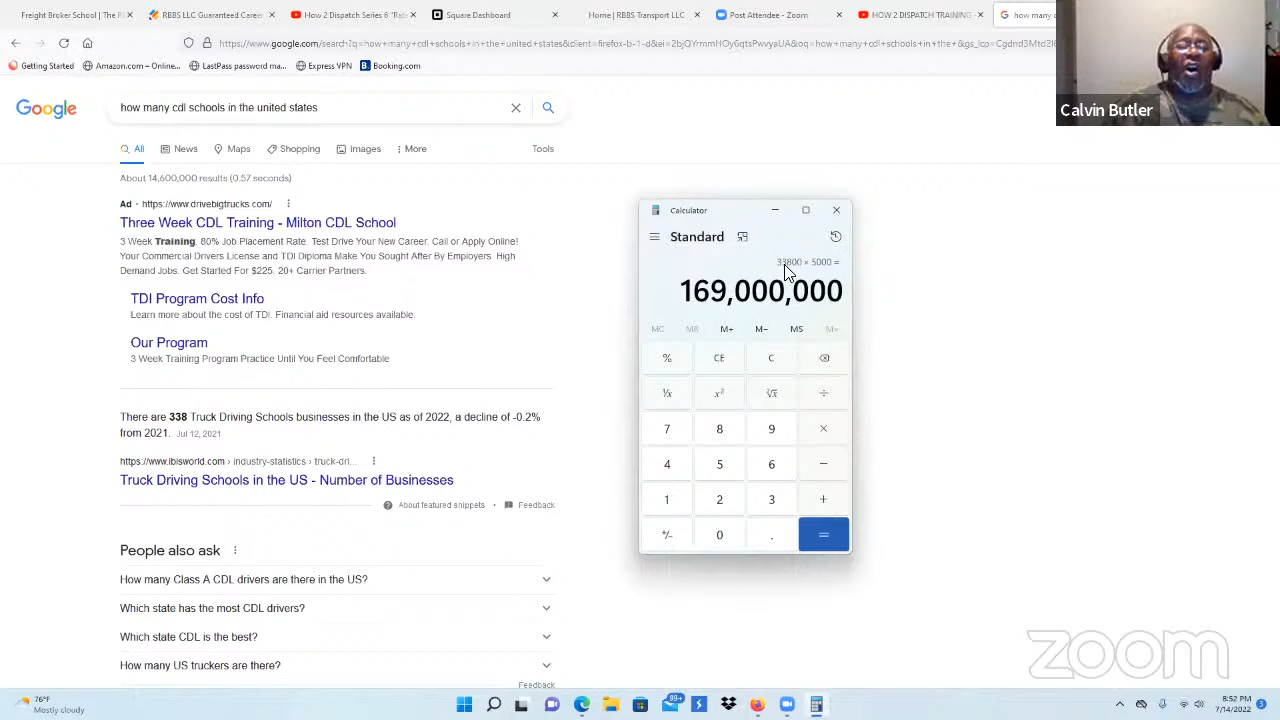 Freight Broker School | R
RBBS LLC Ground Career:
HOW 2 Series 6 "Rate
Square Dashboard
Home | RBBS Transport LLC
Post Attendee - Zoom
HOW 2 DISPATCH TRAINING -
how many c
Getting Started
Amazon.com – Online...
LastPass password ma...
Express VPN
Booking.com
Calvin Butler
Google
how many cdl schools in the united states
All
News
Maps
Shopping
Images
More
Tools
About 14,600,000 results (0.57 seconds)
Ad · https://www.drivebigtrucks.com/
Three Week CDL Training - Milton CDL School
3 Week Training. 80% Job Placement Rate. Test Drive Your New Career. Call or Apply Online!
Your Commercial Drivers License and TDI Diploma Make You Sought After By Employers High
Demand Jobs. Get Started For $225. 20+ Carrier Partners.
TDI Program Cost Info
Learn more about the cost of TDI. Financial aid resources available.
Our Program
3 Week Training Program Practice Until You Feel Comfortable
There are 338 Truck Driving Schools businesses in the US as of 2022, a decline of -0.2%
from 2021. Jul 12, 2021
https://www.ibisworld.com › industry-statistics › truck-dri...
Truck Driving Schools in the US - Number of Businesses
About featured snippets
•
Feedback
People also ask
How many Class A CDL drivers are there in the US?
Which state has the most CDL drivers?
Which state CDL is the best?
How many US truckers are there?
Feedback
Calculator
Standard
33800 × 5000 =
169,000,000
MC MR M+ M− MS M˅
% CE C
¹/x x² ²√x ÷
7 8 9 ×
4 5 6 −
1 2 3 +
+/− 0 . =
zoom
76°F
Mostly cloudy
99+
8:52 PM
7/14/2022
3